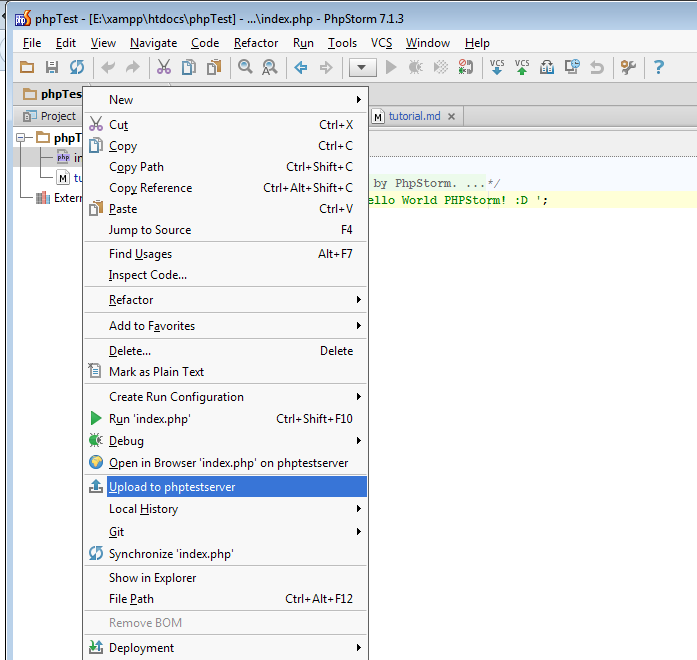 phpTest - [E:\xampp\htdocs\phpTest] - ...\index.php - PhpStorm 7.1.3
File Edit View Navigate Code Refactor Run Tools VCS Window Help
VCS VCS
phpTes
Project
tutorial.md
phpT
php in
tu
Extern
by PhpStorm. ...*/
ello World PHPStorm! :D ';
New
Cut Ctrl+X
Copy Ctrl+C
Copy Path Ctrl+Shift+C
Copy Reference Ctrl+Alt+Shift+C
Paste Ctrl+V
Jump to Source F4
Find Usages Alt+F7
Inspect Code...
Refactor
Add to Favorites
Delete... Delete
Mark as Plain Text
Create Run Configuration
Run 'index.php' Ctrl+Shift+F10
Debug
Open in Browser 'index.php' on phptestserver
Upload to phptestserver
Local History
Git
Synchronize 'index.php'
Show in Explorer
File Path Ctrl+Alt+F12
Remove BOM
Deployment